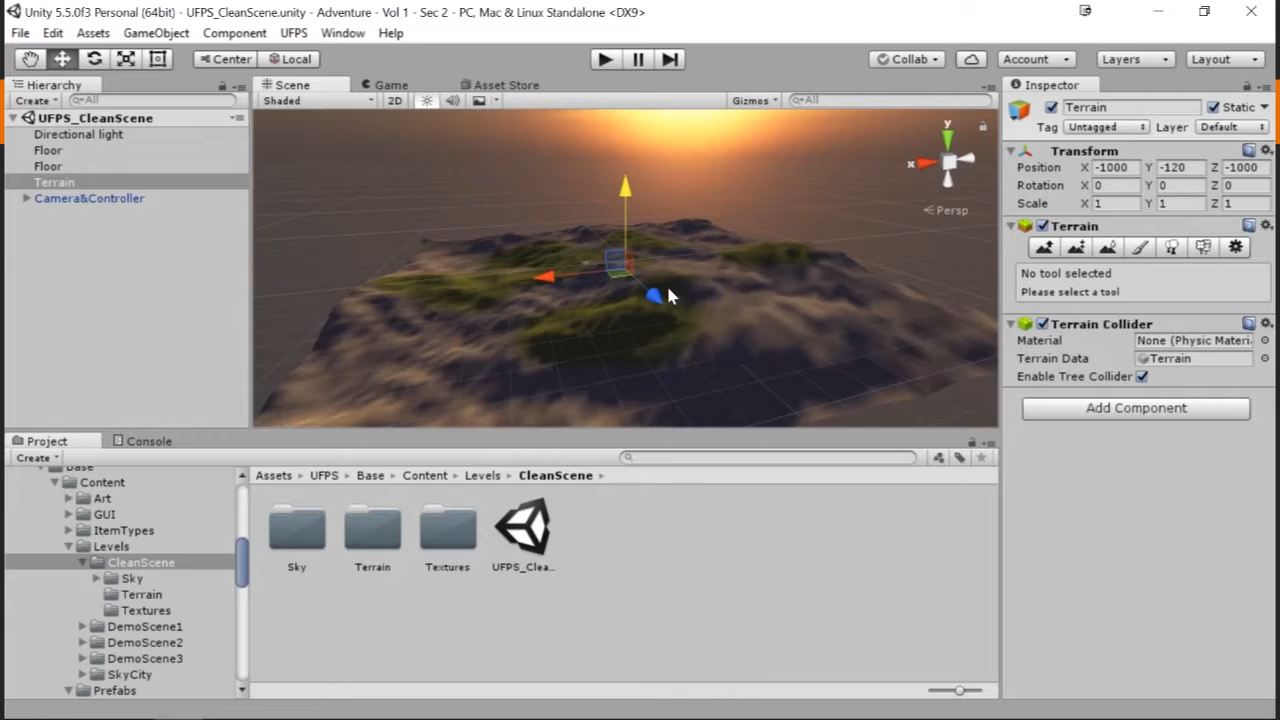 Unity 5.5.0f3 Personal (64bit) - UFPS_CleanScene.unity - Adventure - Vol 1 - Sec 2 - PC, Mac & Linux Standalone <DX9>
File Edit Assets GameObject Component UFPS Window Help
Center Local Collab Account Layers Layout
Hierarchy
Create All
UFPS_CleanScene
Directional light
Floor
Floor
Terrain
Camera&Controller
Scene Game Asset Store
Shaded 2D Gizmos All
y
x
Persp
Inspector
Terrain Static
Tag Untagged Layer Default
Transform
Position X -1000 Y -120 Z -1000
Rotation X 0 Y 0 Z 0
Scale X 1 Y 1 Z 1
Terrain
No tool selected
Please select a tool
Terrain Collider
Material None (Physic Materi
Terrain Data Terrain
Enable Tree Collider
Add Component
Project Console
Create
Base
Content
Art
GUI
ItemTypes
Levels
CleanScene
Sky
Terrain
Textures
DemoScene1
DemoScene2
DemoScene3
SkyCity
Prefabs
Assets UFPS Base Content Levels CleanScene
Sky Terrain Textures UFPS_Clea...